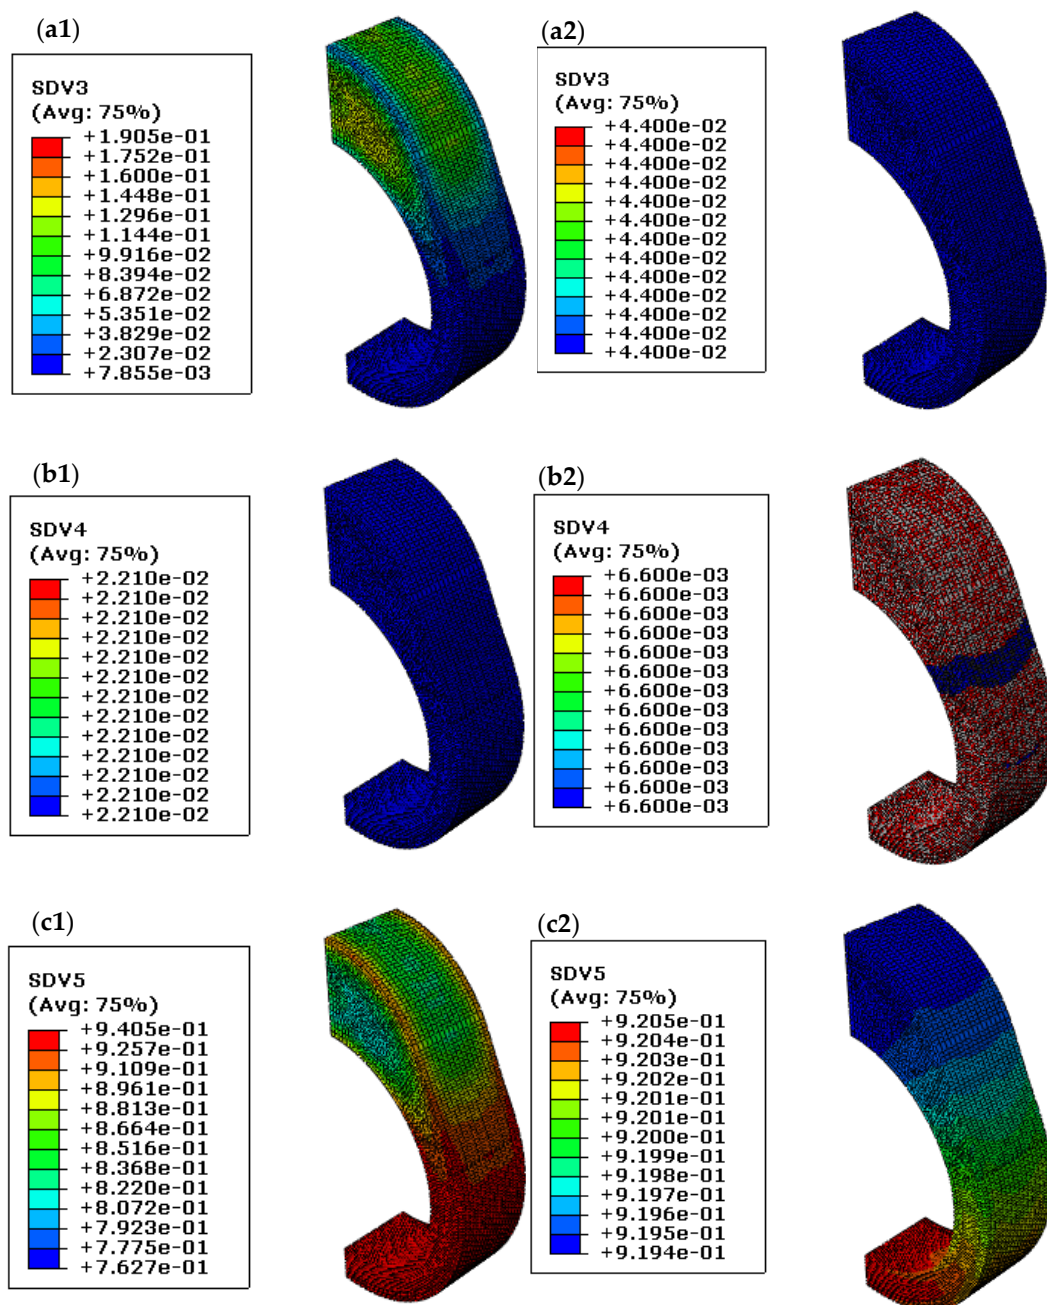 (a1)
SDV3
(Avg: 75%)
+1.905e-01
+1.752e-01
+1.600e-01
+1.448e-01
+1.296e-01
+1.144e-01
+9.916e-02
+8.394e-02
+6.872e-02
+5.351e-02
+3.829e-02
+2.307e-02
+7.855e-03
(a2)
SDV3
(Avg: 75%)
+4.400e-02
+4.400e-02
+4.400e-02
+4.400e-02
+4.400e-02
+4.400e-02
+4.400e-02
+4.400e-02
+4.400e-02
+4.400e-02
+4.400e-02
+4.400e-02
+4.400e-02
(b1)
SDV4
(Avg: 75%)
+2.210e-02
+2.210e-02
+2.210e-02
+2.210e-02
+2.210e-02
+2.210e-02
+2.210e-02
+2.210e-02
+2.210e-02
+2.210e-02
+2.210e-02
+2.210e-02
+2.210e-02
(b2)
SDV4
(Avg: 75%)
+6.600e-03
+6.600e-03
+6.600e-03
+6.600e-03
+6.600e-03
+6.600e-03
+6.600e-03
+6.600e-03
+6.600e-03
+6.600e-03
+6.600e-03
+6.600e-03
+6.600e-03
(c1)
SDV5
(Avg: 75%)
+9.405e-01
+9.257e-01
+9.109e-01
+8.961e-01
+8.813e-01
+8.664e-01
+8.516e-01
+8.368e-01
+8.220e-01
+8.072e-01
+7.923e-01
+7.775e-01
+7.627e-01
(c2)
SDV5
(Avg: 75%)
+9.205e-01
+9.204e-01
+9.203e-01
+9.202e-01
+9.201e-01
+9.200e-01
+9.199e-01
+9.198e-01
+9.197e-01
+9.196e-01
+9.195e-01
+9.194e-01